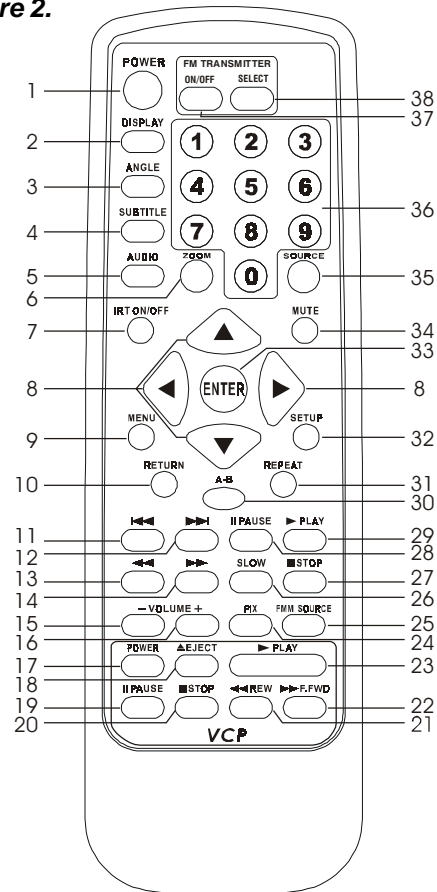 re 2.
POWER
FM TRANSMITTER
ON/OFF SELECT
1
38
37
DISPLAY
2
1 2 3
ANGLE
3
4 5 6
36
SUBTITLE
4
7 8 9
AUDIO
ZOOM
SOURCE
5
0
35
6
IRT ON/OFF
MUTE
7
34
33
8
ENTER
8
MENU
SETUP
9
32
RETURN
A-B
REPEAT
10
31
30
|◀◀ ▶▶| II PAUSE ▶ PLAY
11
29
12
28
◀◀ ▶▶ SLOW ■STOP
13
27
14
26
– VOLUME + PIX FMM SOURCE
15
25
16
24
POWER ▲EJECT ▶ PLAY
17
23
18
II PAUSE ■STOP ◀◀REW ▶▶F.FWD
19
22
20
21
VCP